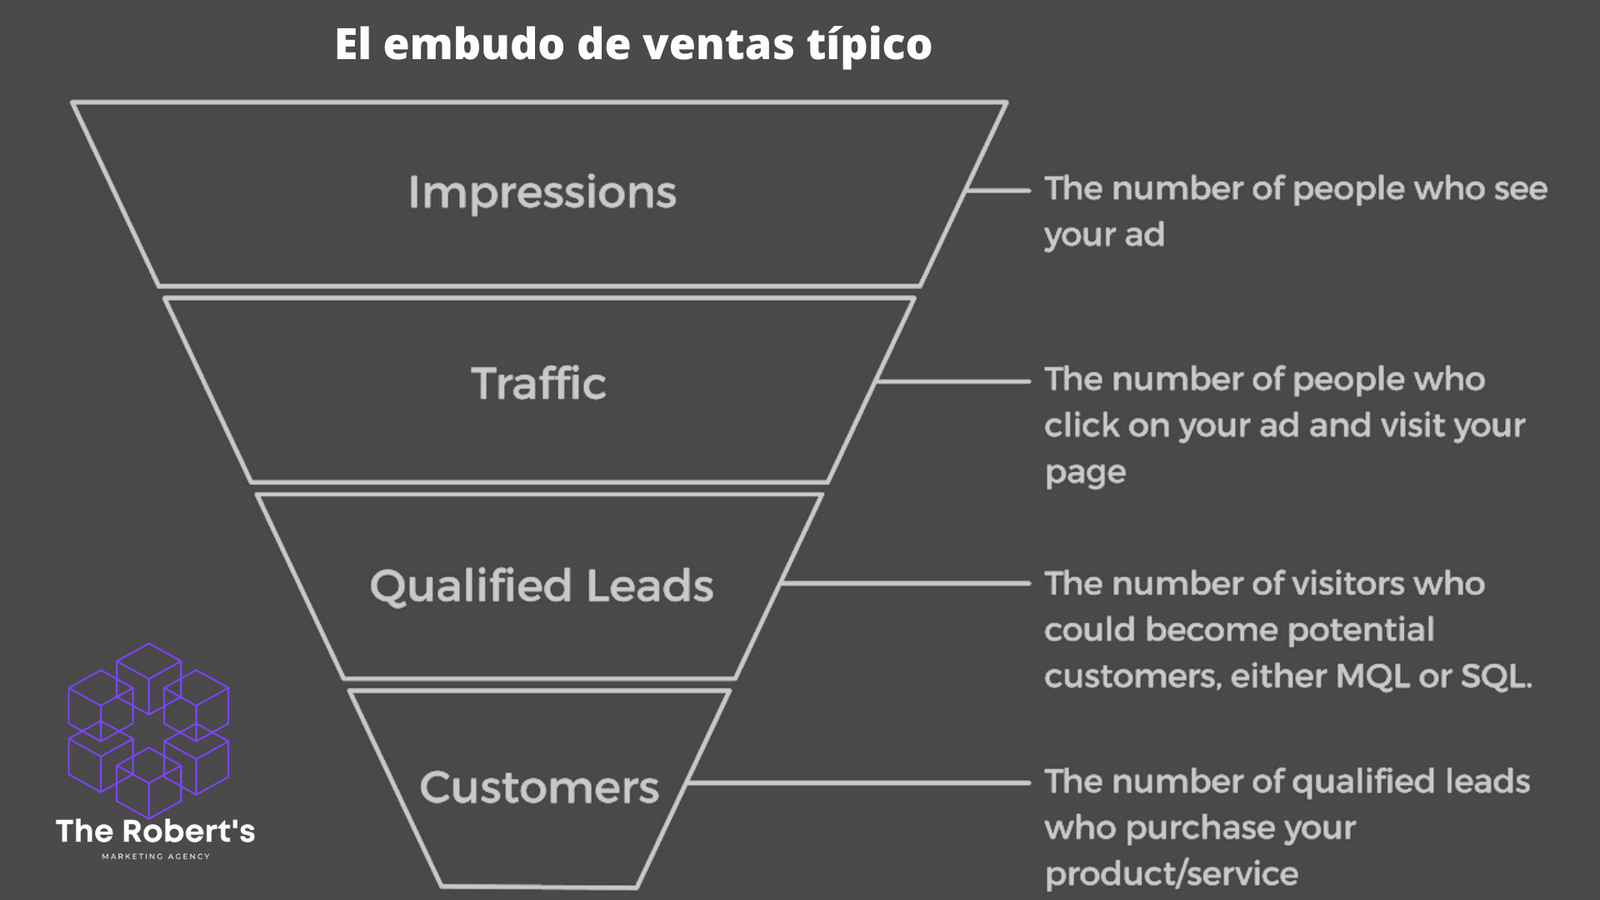 El embudo de ventas típico
Impressions
The number of people who see
your ad
Traffic
The number of people who
click on your ad and visit your
page
Qualified Leads
The number of visitors who
could become potential
customers, either MQL or SQL.
Customers
The number of qualified leads
who purchase your
product/service
The Robert's
MARKETING AGENCY